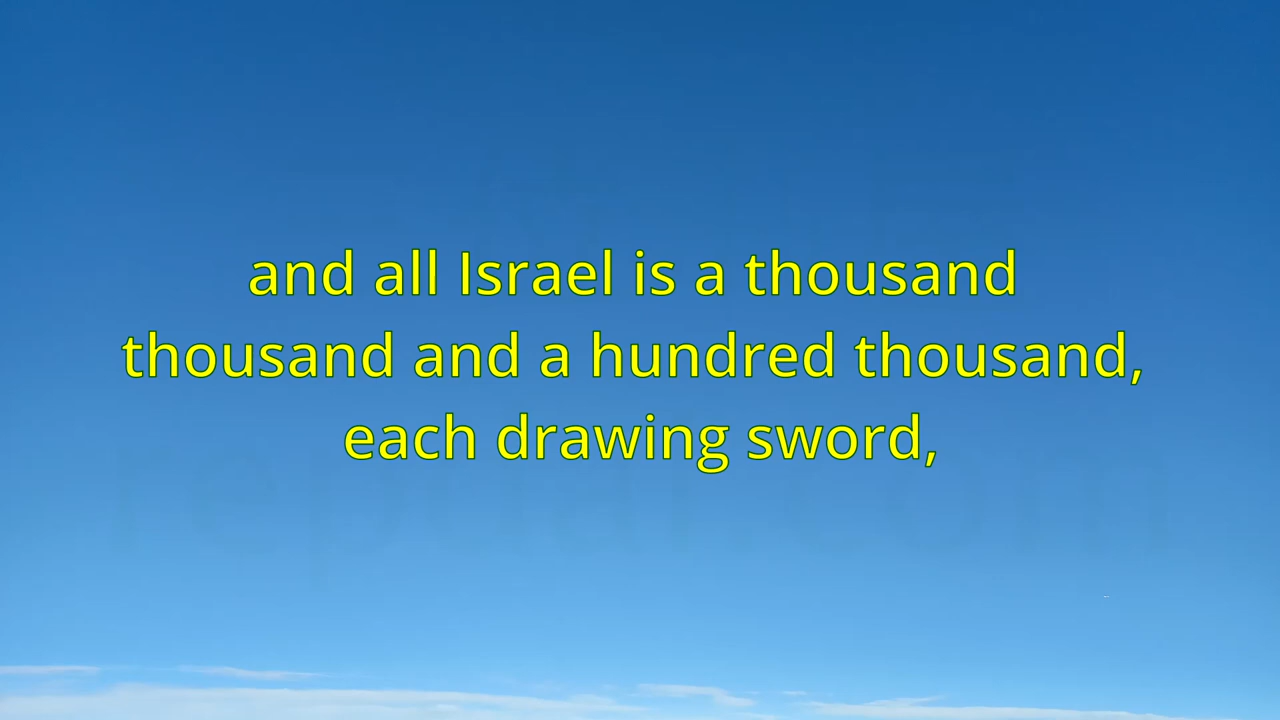 and all Israel is a thousand
thousand and a hundred thousand,
each drawing sword,